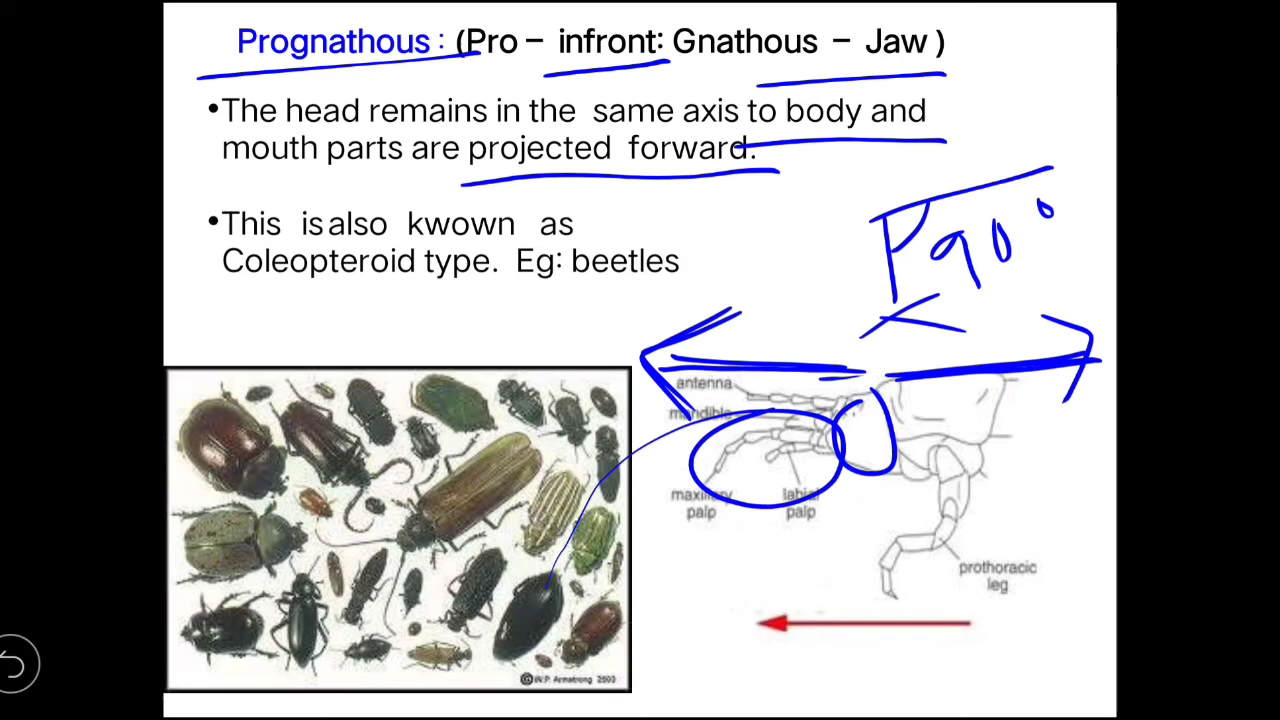 Prognathous : (Pro – infront: Gnathous – Jaw )
•The head remains in the same axis to body and
mouth parts are projected forward.
•This is also kwown as
Coleopteroid type. Eg: beetles
P 90°
antenna
mandible
maxillary
palp
labial
palp
prothoracic
leg
©W.P. Armstrong 2003